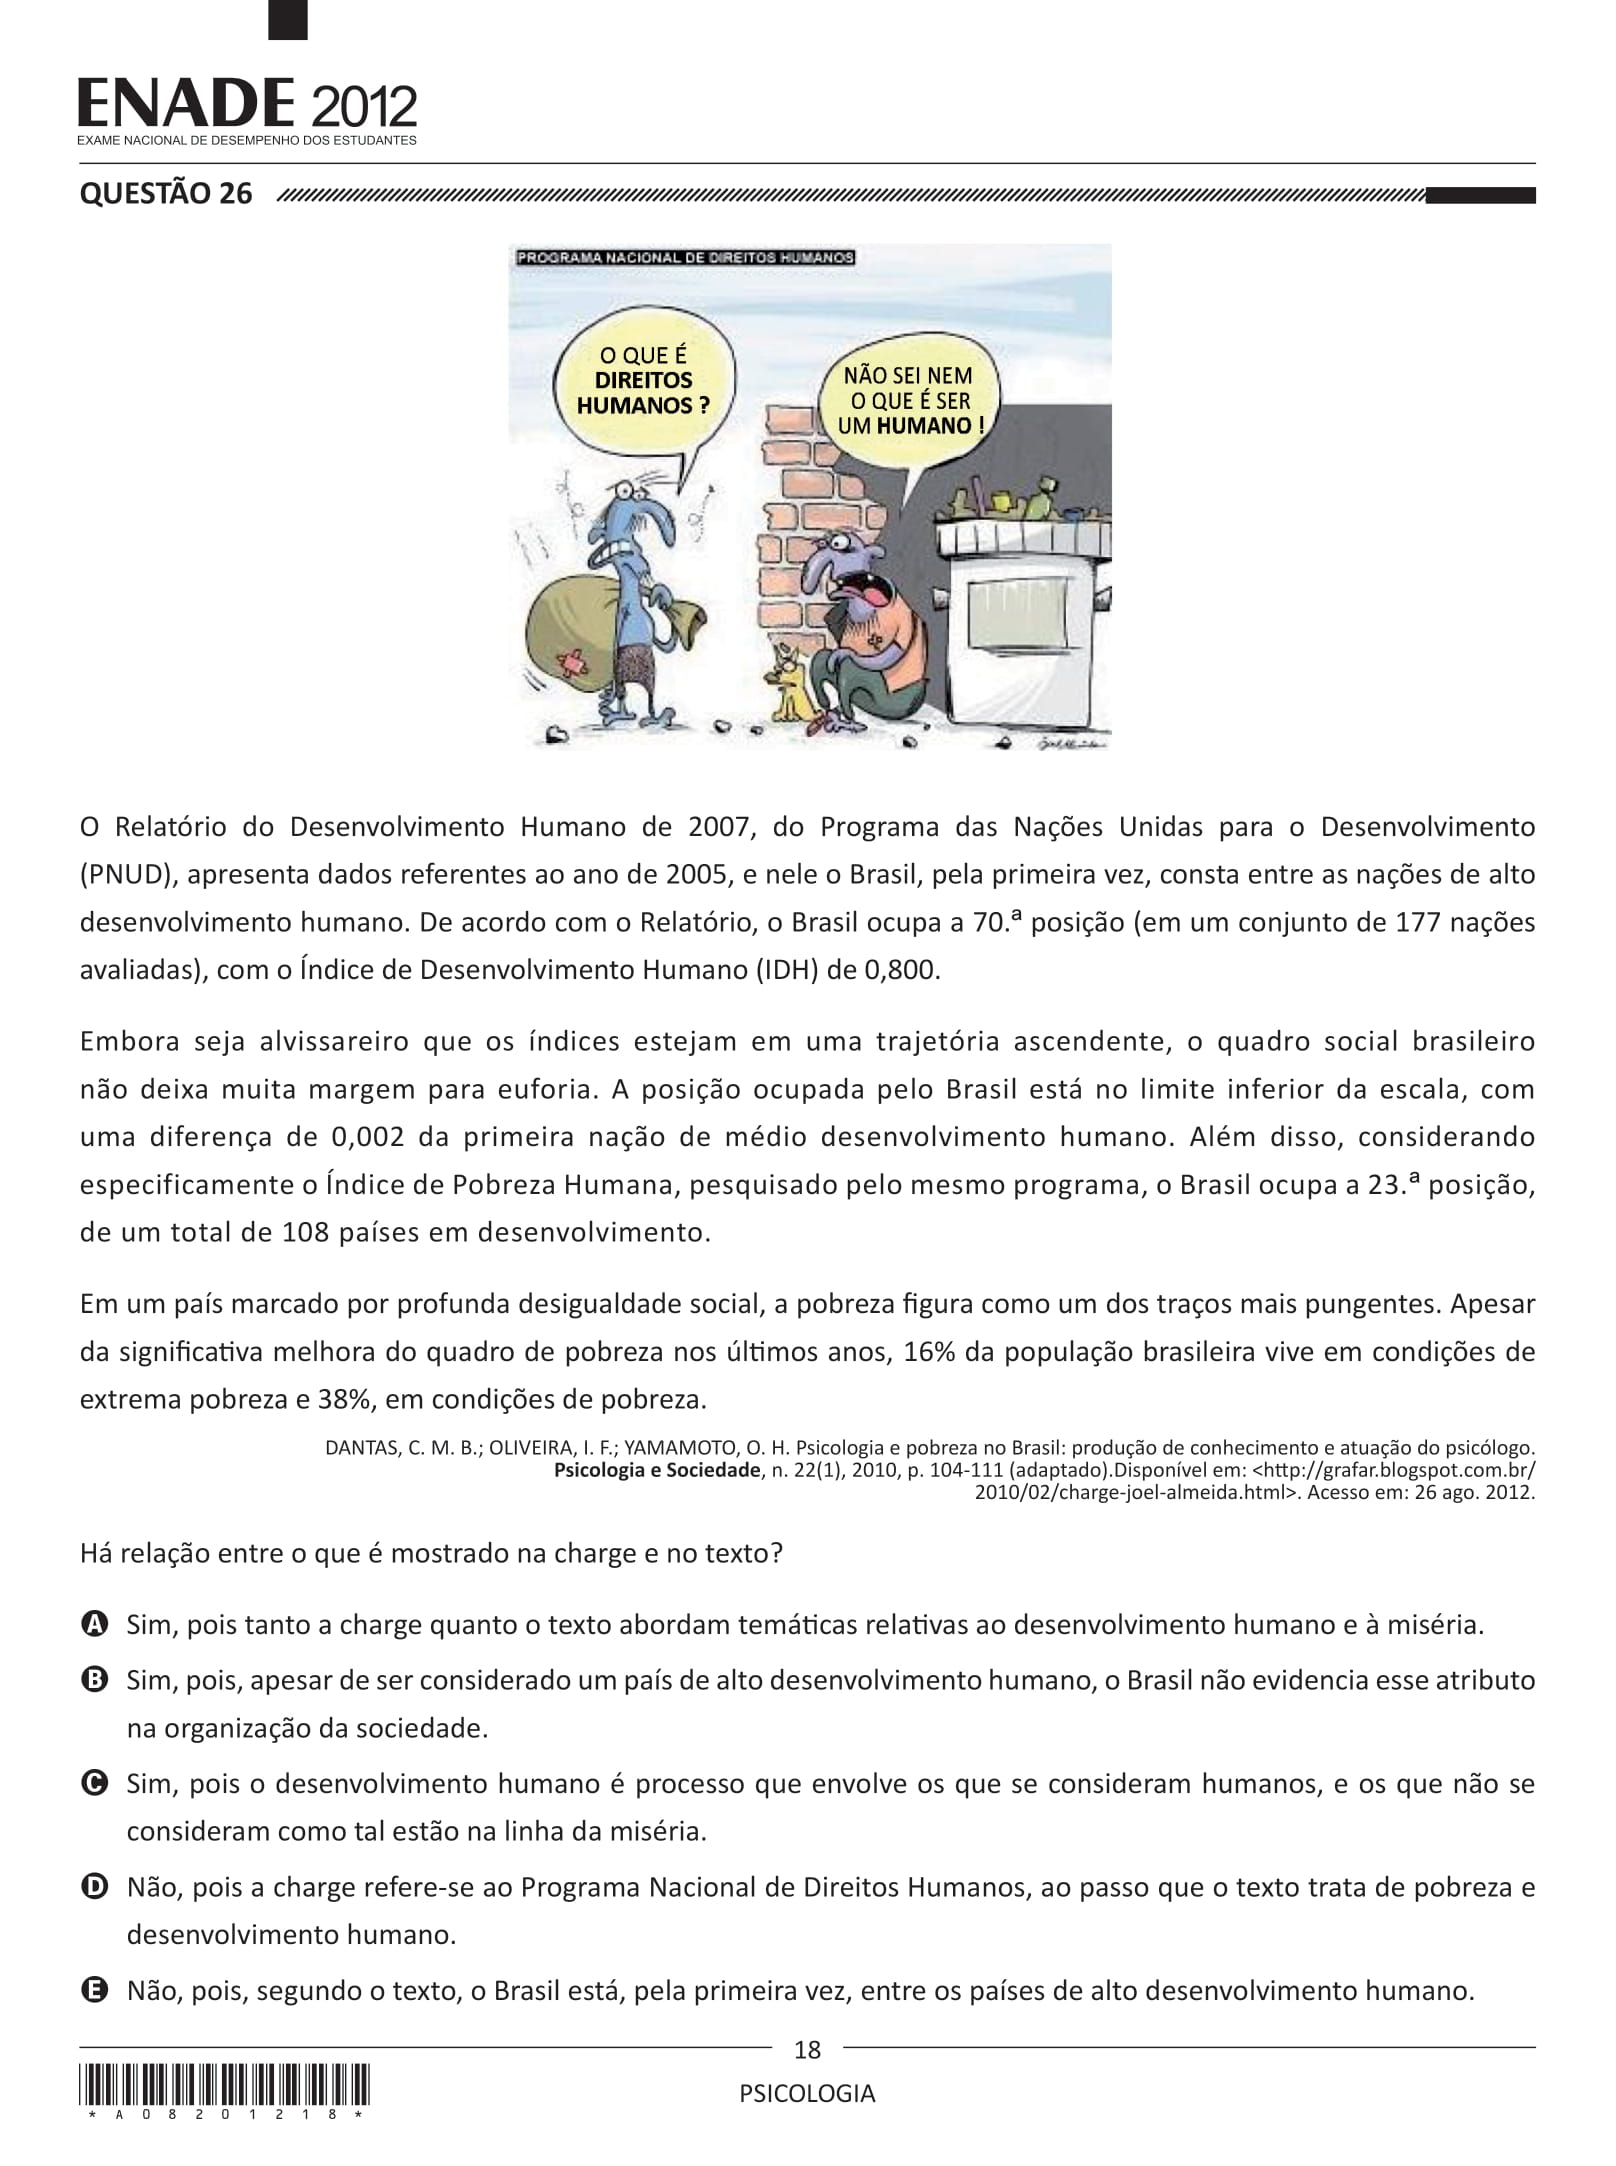 ENADE 2012
EXAME NACIONAL DE DESEMPENHO DOS ESTUDANTES
QUESTÃO 26
PROGRAMA NACIONAL DE DIREITOS HUMANOS
O QUE É
DIREITOS
HUMANOS ?
NÃO SEI NEM
O QUE É SER
UM HUMANO !
O Relatório do Desenvolvimento Humano de 2007, do Programa das Nações Unidas para o Desenvolvimento
(PNUD), apresenta dados referentes ao ano de 2005, e nele o Brasil, pela primeira vez, consta entre as nações de alto
desenvolvimento humano. De acordo com o Relatório, o Brasil ocupa a 70.ª posição (em um conjunto de 177 nações
avaliadas), com o Índice de Desenvolvimento Humano (IDH) de 0,800.
Embora seja alvissareiro que os índices estejam em uma trajetória ascendente, o quadro social brasileiro
não deixa muita margem para euforia. A posição ocupada pelo Brasil está no limite inferior da escala, com
uma diferença de 0,002 da primeira nação de médio desenvolvimento humano. Além disso, considerando
especificamente o Índice de Pobreza Humana, pesquisado pelo mesmo programa, o Brasil ocupa a 23.ª posição,
de um total de 108 países em desenvolvimento.
Em um país marcado por profunda desigualdade social, a pobreza figura como um dos traços mais pungentes. Apesar
da significativa melhora do quadro de pobreza nos últimos anos, 16% da população brasileira vive em condições de
extrema pobreza e 38%, em condições de pobreza.
DANTAS, C. M. B.; OLIVEIRA, I. F.; YAMAMOTO, O. H. Psicologia e pobreza no Brasil: produção de conhecimento e atuação do psicólogo.
Psicologia e Sociedade, n. 22(1), 2010, p. 104-111 (adaptado).Disponível em: <http://grafar.blogspot.com.br/
2010/02/charge-joel-almeida.html>. Acesso em: 26 ago. 2012.
Há relação entre o que é mostrado na charge e no texto?
A Sim, pois tanto a charge quanto o texto abordam temáticas relativas ao desenvolvimento humano e à miséria.
B Sim, pois, apesar de ser considerado um país de alto desenvolvimento humano, o Brasil não evidencia esse atributo
na organização da sociedade.
C Sim, pois o desenvolvimento humano é processo que envolve os que se consideram humanos, e os que não se
consideram como tal estão na linha da miséria.
D Não, pois a charge refere-se ao Programa Nacional de Direitos Humanos, ao passo que o texto trata de pobreza e
desenvolvimento humano.
E Não, pois, segundo o texto, o Brasil está, pela primeira vez, entre os países de alto desenvolvimento humano.
18
PSICOLOGIA
* A 0 8 2 0 1 2 1 8 *